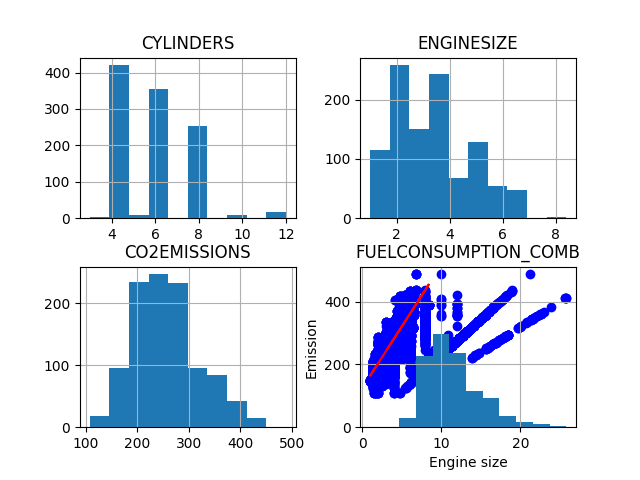 CYLINDERS
400
300
200
100
0
4 6 8 10 12
ENGINESIZE
200
100
0
2 4 6 8
CO2EMISSIONS
200
100
0
100 200 300 400 500
FUELCONSUMPTION_COMB
Emission
400
200
0
0 10 20
Engine size